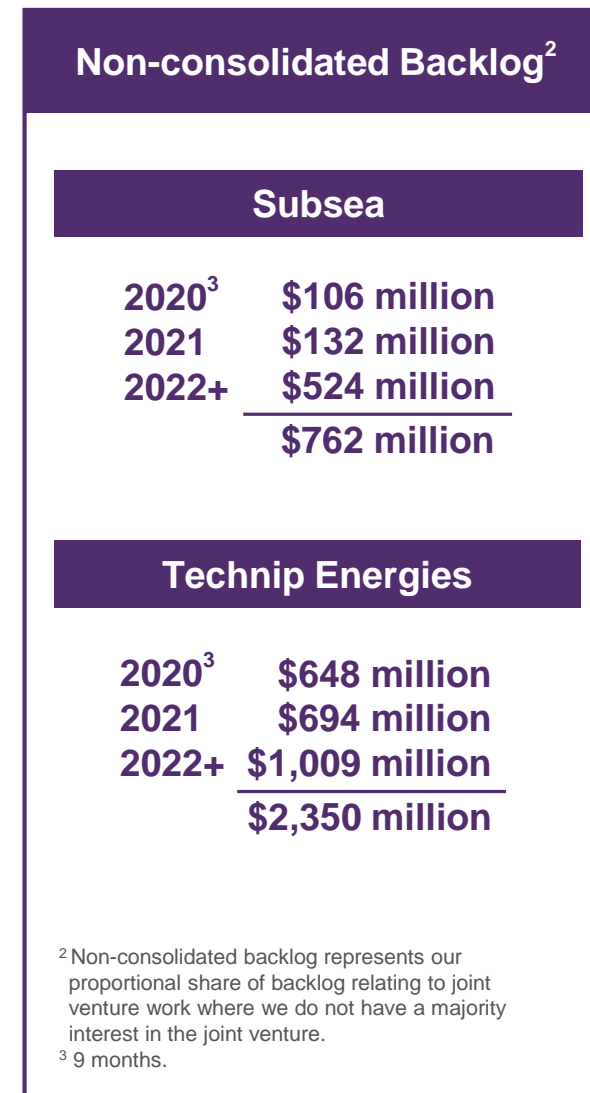 Non-consolidated Backlog²
Subsea
2020³ $106 million
2021 $132 million
2022+ $524 million
$762 million
Technip Energies
2020³ $648 million
2021 $694 million
2022+ $1,009 million
$2,350 million
² Non-consolidated backlog represents our
proportional share of backlog relating to joint
venture work where we do not have a majority
interest in the joint venture.
³ 9 months.